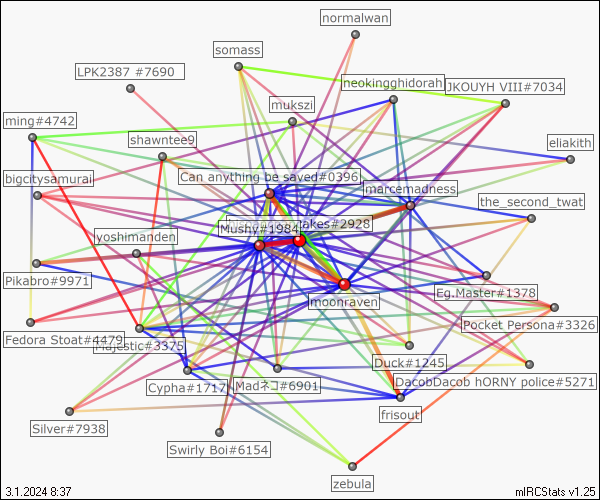 normalwan
somass
LPK2387 #7690
neokingghidorah
JKOUYH VIII#7034
mukszi
ming#4742
shawntee9
eliakith
bigcitysamurai
Can anything be saved#0396
marcemadness
the_second_twat
akes#2928
Mushy#1984
yoshimanden
Pikabro#9971
Eg.Master#1378
moonraven
Pocket Persona#3326
Fedora Stoat#4479
Majestic#3375
Duck#1245
Cypha#1717
Madネコ#6901
DacobDacob hORNY police#5271
frisout
Silver#7938
Swirly Boi#6154
zebula
3.1.2024 8:37
mIRCStats v1.25